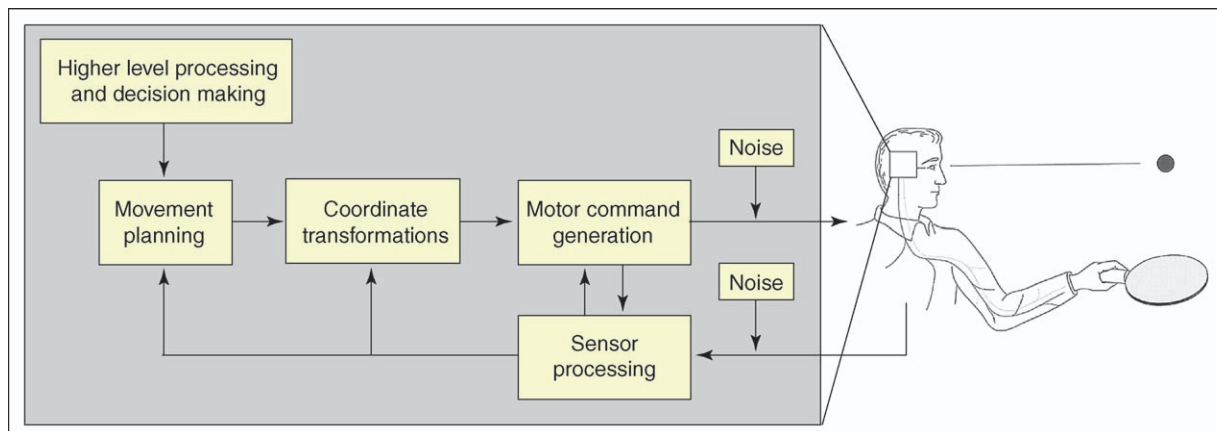 Higher level processing
and decision making
Noise
Movement
planning
Coordinate
transformations
Motor command
generation
Noise
Sensor
processing